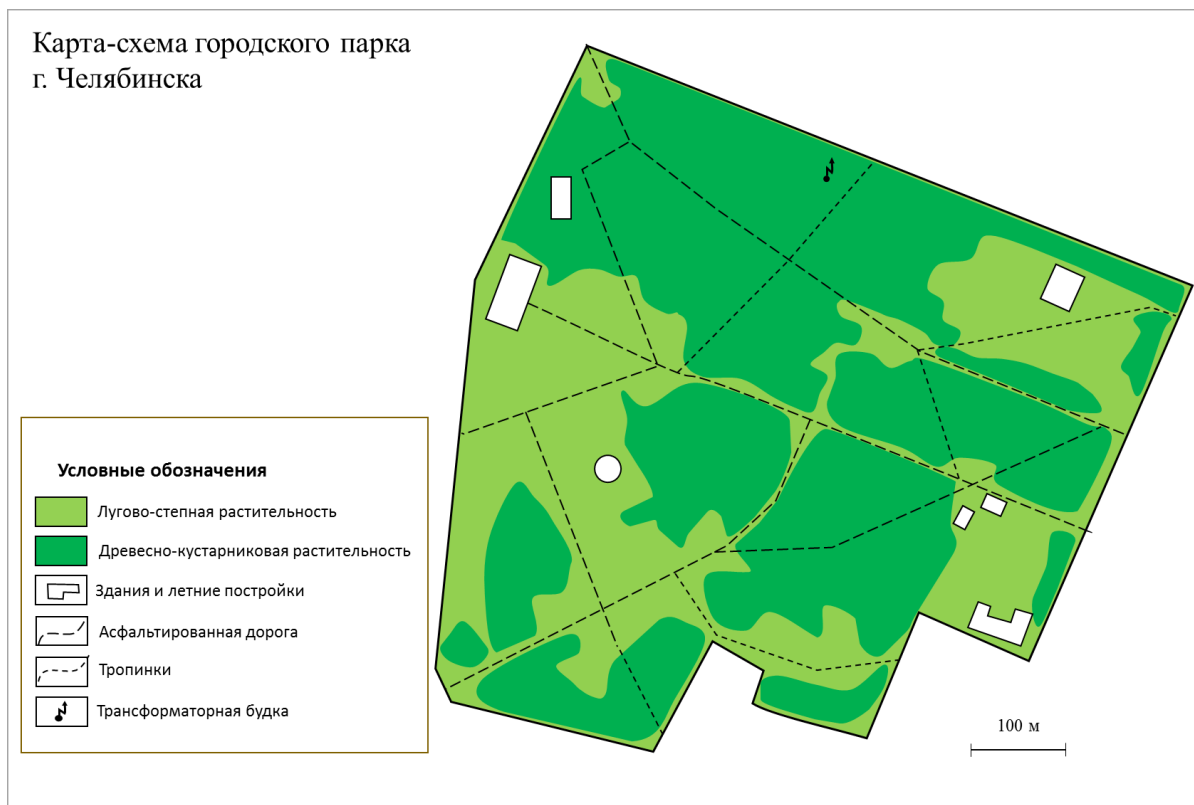 Карта-схема городского парка
г. Челябинска
Условные обозначения
Лугово-степная растительность
Древесно-кустарниковая растительность
Здания и летние постройки
Асфальтированная дорога
Тропинки
Трансформаторная будка
100 м